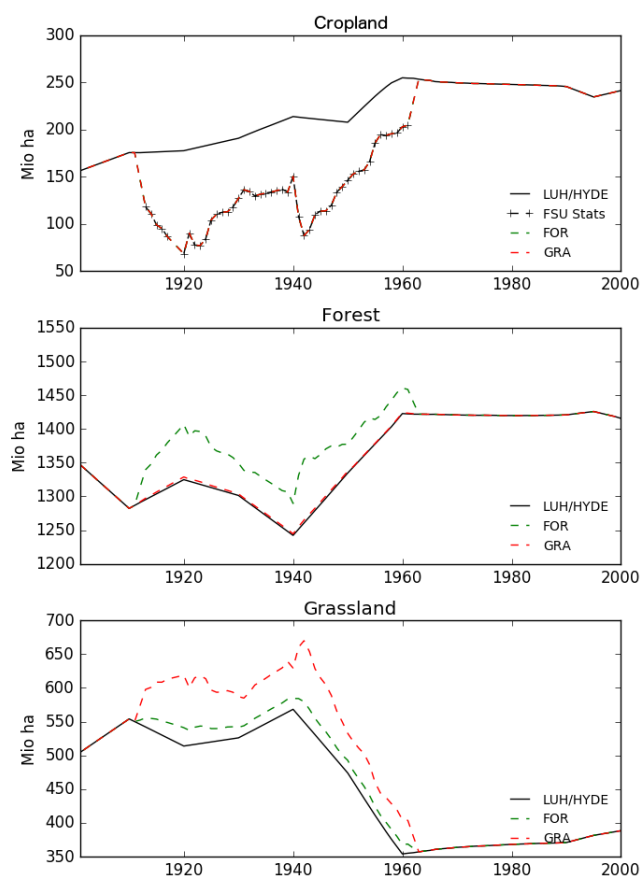 Cropland
300
250
200
150
100
50
Mio ha
LUH/HYDE
FSU Stats
FOR
GRA
1920 1940 1960 1980 2000
Forest
1550
1500
1450
1400
1350
1300
1250
1200
Mio ha
LUH/HYDE
FOR
GRA
1920 1940 1960 1980 2000
Grassland
700
650
600
550
500
450
400
350
Mio ha
LUH/HYDE
FOR
GRA
1920 1940 1960 1980 2000